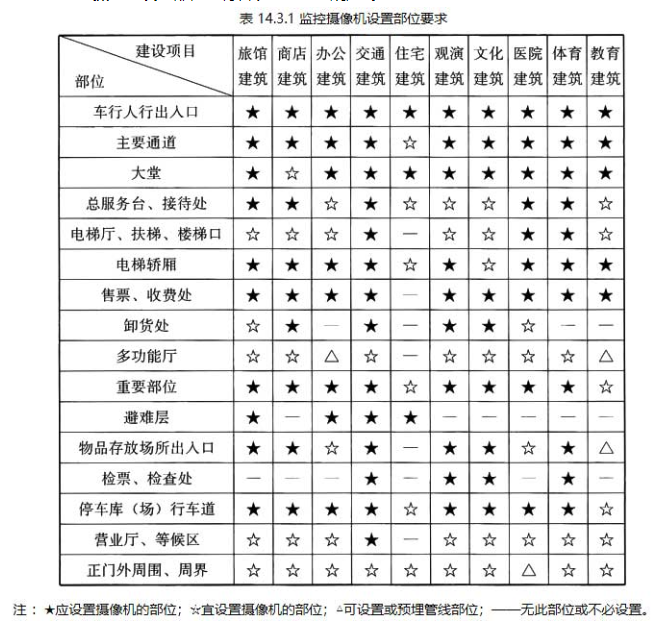 表 14.3.1 监控摄像机设置部位要求
建设项目 部位 旅馆建筑 商店建筑 办公建筑 交通建筑 住宅建筑 观演建筑 文化建筑 医院建筑 体育建筑 教育建筑
车行人行出入口 ★ ★ ★ ★ ★ ★ ★ ★ ★ ★
主要通道 ★ ★ ★ ★ ☆ ★ ★ ★ ★ ★
大堂 ★ ☆ ★ ★ ★ ★ ★ ★ ★ ★
总服务台、接待处 ★ ★ ☆ ★ ☆ ☆ ☆ ★ ★ ☆
电梯厅、扶梯、楼梯口 ☆ ☆ ☆ ★ — ☆ ☆ ★ ★ ☆
电梯轿厢 ★ ★ ★ ★ ☆ ★ ☆ ★ ★ ★
售票、收费处 ★ ★ ★ ★ — ★ ★ ★ ★ ★
卸货处 ☆ ★ — ★ — ★ ★ ☆ — —
多功能厅 ☆ ☆ △ ☆ — ☆ ☆ ☆ ☆ △
重要部位 ★ ★ ★ ★ ☆ ★ ★ ★ ★ ☆
避难层 ★ — ★ ★ ★ — — — — —
物品存放场所出入口 ★ ★ ☆ ★ — ★ ★ ☆ ★ △
检票、检查处 — — — ★ — ★ ★ — ★ —
停车库（场）行车道 ★ ★ ★ ★ ☆ ★ ★ ★ ★ ☆
营业厅、等候区 ☆ ☆ ☆ ★ — ☆ ☆ ☆ ☆ ☆
正门外周围、周界 ☆ ☆ ☆ ☆ ☆ ☆ ☆ △ ☆ ☆
注：★应设置摄像机的部位；☆宜设置摄像机的部位；△可设置或预埋管线部位；——无此部位或不必设置。